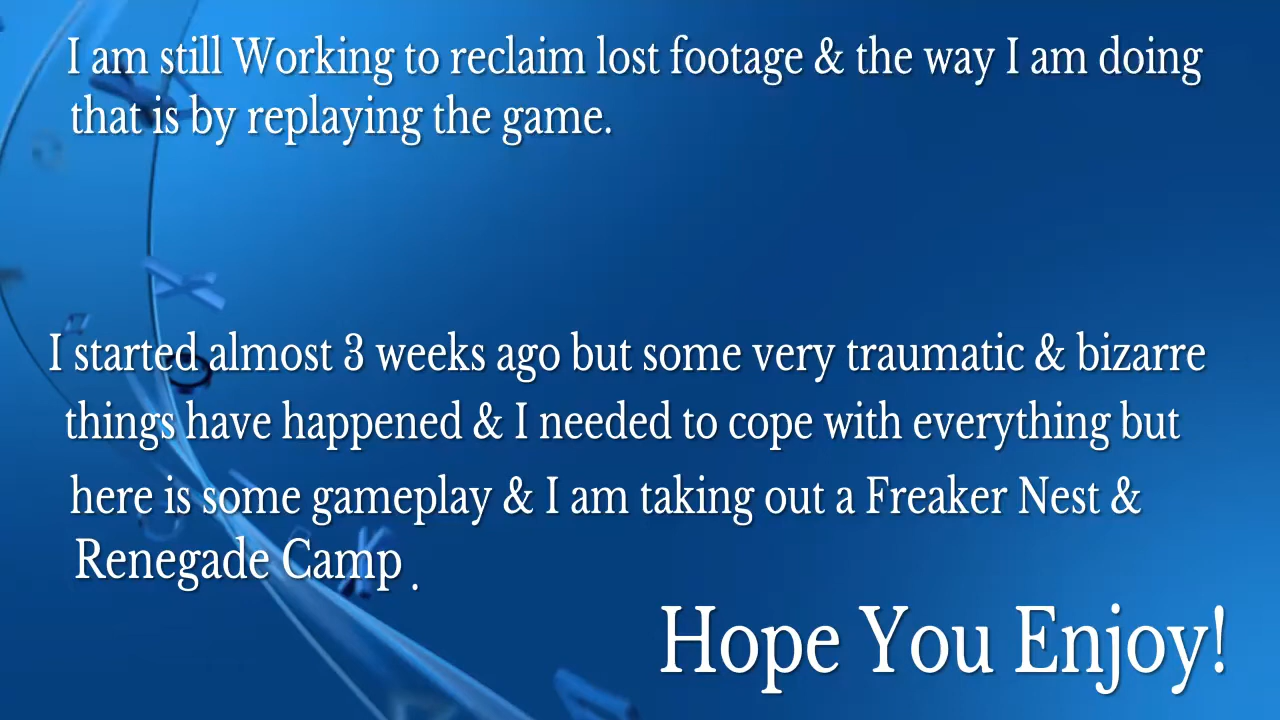 I am still Working to reclaim lost footage & the way I am doing
that is by replaying the game.
I started almost 3 weeks ago but some very traumatic & bizarre
things have happened & I needed to cope with everything but
here is some gameplay & I am taking out a Freaker Nest &
Renegade Camp .
Hope You Enjoy!